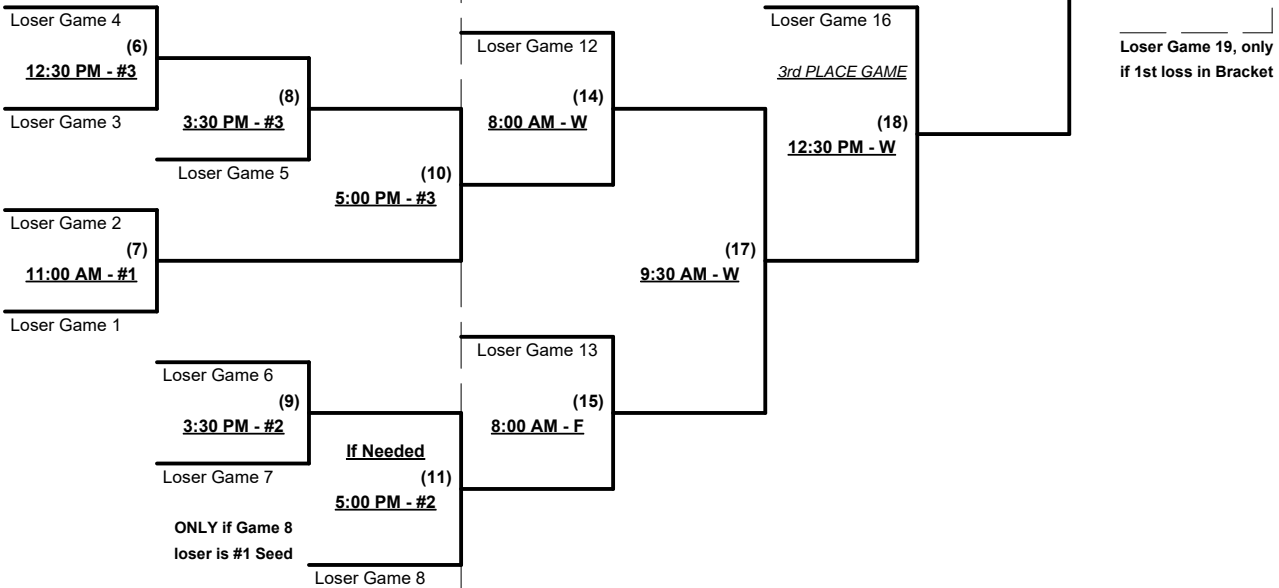 Loser Game 4
(6)
12:30 PM - #3
Loser Game 3
(8)
3:30 PM - #3
Loser Game 5
(10)
5:00 PM - #3
Loser Game 2
(7)
11:00 AM - #1
Loser Game 1
Loser Game 6
(9)
3:30 PM - #2
Loser Game 7
If Needed
(11)
5:00 PM - #2
ONLY if Game 8
loser is #1 Seed
Loser Game 8
Loser Game 12
(14)
8:00 AM - W
Loser Game 13
(15)
8:00 AM - F
(17)
9:30 AM - W
Loser Game 16
3rd PLACE GAME
(18)
12:30 PM - W
Loser Game 19, only
if 1st loss in Bracket